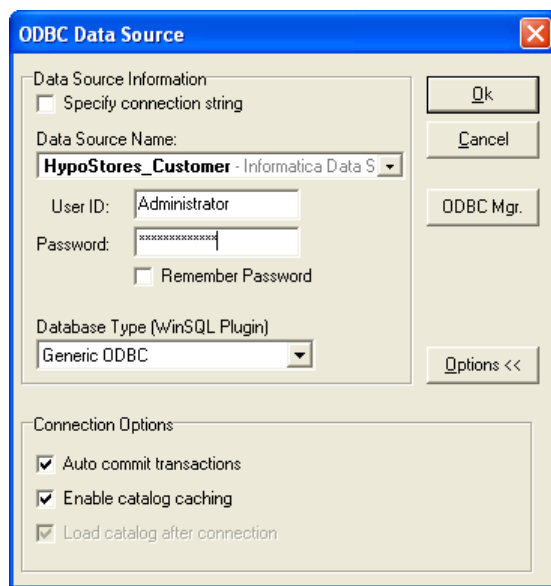 ODBC Data Source
Data Source Information
Specify connection string
Ok
Data Source Name:
Cancel
HypoStores_Customer - Informatica Data S
User ID: Administrator
ODBC Mgr.
Password: xxxxxxxxxxxxx
Remember Password
Database Type (WinSQL Plugin)
Generic ODBC
Options <<
Connection Options
Auto commit transactions
Enable catalog caching
Load catalog after connection